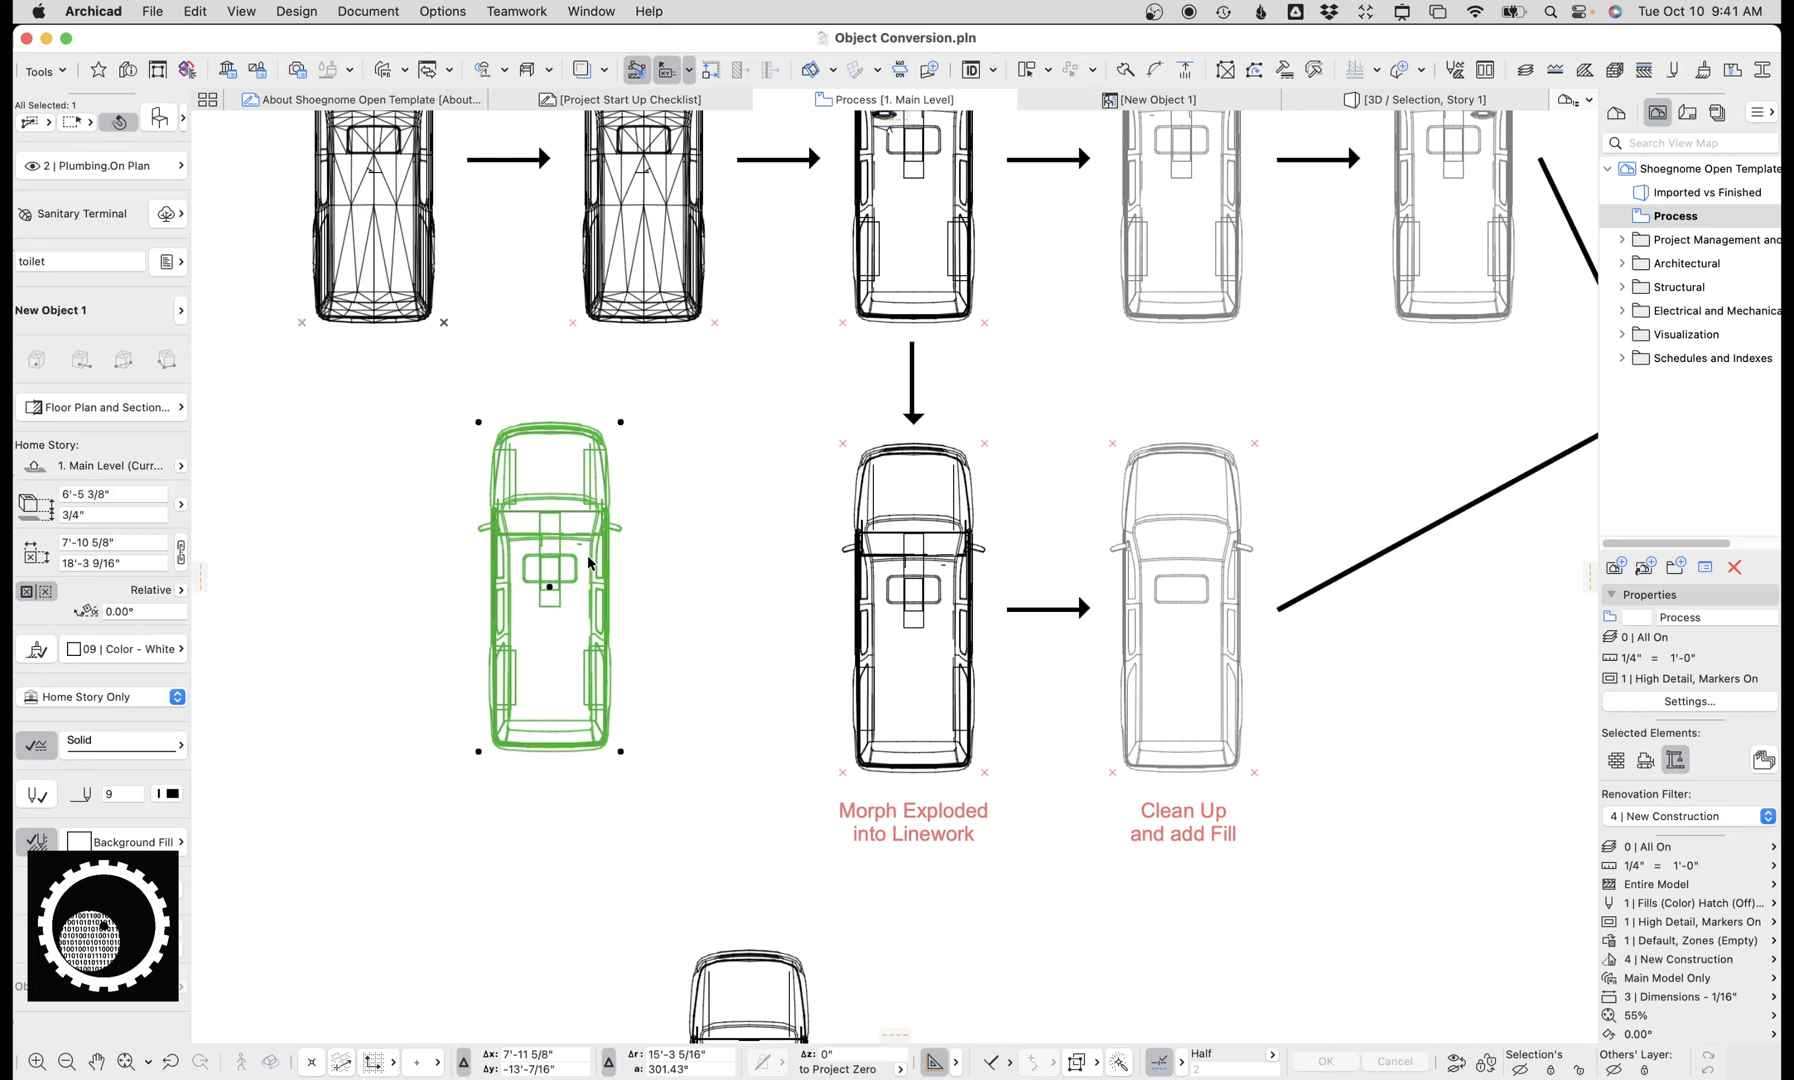 Archicad File Edit View Design Document Options Teamwork Window Help Tue Oct 10 9:41 AM
Object Conversion.pln
Tools
About Shoegnome Open Template [Abou... [Project Start Up Checklist] Process [1. Main Level] [New Object 1] [3D / Selection, Story 1]
All Selected: 1
2 | Plumbing.On Plan
Sanitary Terminal
toilet
New Object 1
Floor Plan and Section...
Home Story:
1. Main Level (Curr...
6'-5 3/8"
3/4"
7'-10 5/8"
18'-3 9/16"
Relative
0.00°
09 | Color - White
Home Story Only
Solid
9
Background Fill
Morph Exploded
into Linework
Clean Up
and add Fill
Search View Map
Shoegnome Open Template
Imported vs Finished
Process
Project Management and
Architectural
Structural
Electrical and Mechanica
Visualization
Schedules and Indexes
Properties
Process
0 | All On
1/4" = 1'-0"
1 | High Detail, Markers On
Settings...
Selected Elements:
Renovation Filter:
4 | New Construction
0 | All On
1/4" = 1'-0"
Entire Model
1 | Fills (Color) Hatch (Off)...
1 | High Detail, Markers On
1 | Default, Zones (Empty)
4 | New Construction
Main Model Only
3 | Dimensions - 1/16"
55%
0.00°
Δx: 7'-11 5/8" Δr: 15'-3 5/16" Δz: 0" Half OK Cancel Selection's Others' Layer:
Δy: -13'-7/16" a: 301.43° to Project Zero 2